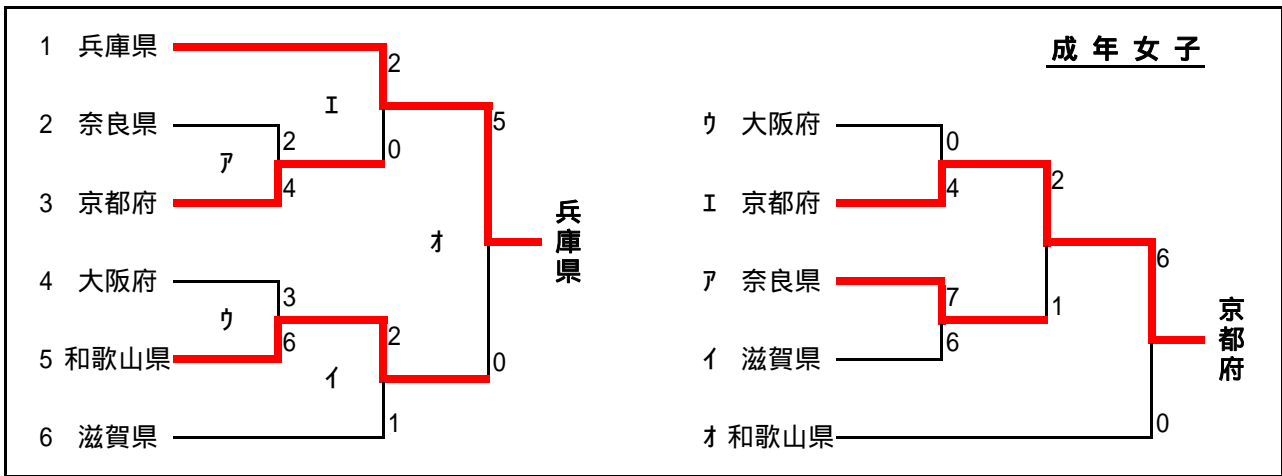 成年女子
1 兵庫県
2
ｴ
5
2 奈良県
2
0
ｱ
4
3 京都府
ｵ
兵庫県
4 大阪府
3
ｳ
6
2
0
5 和歌山県
ｲ
1
6 滋賀県
ｳ 大阪府
0
4
2
ｴ 京都府
6
ｱ 奈良県
7
1
6
ｲ 滋賀県
京都府
0
ｵ 和歌山県